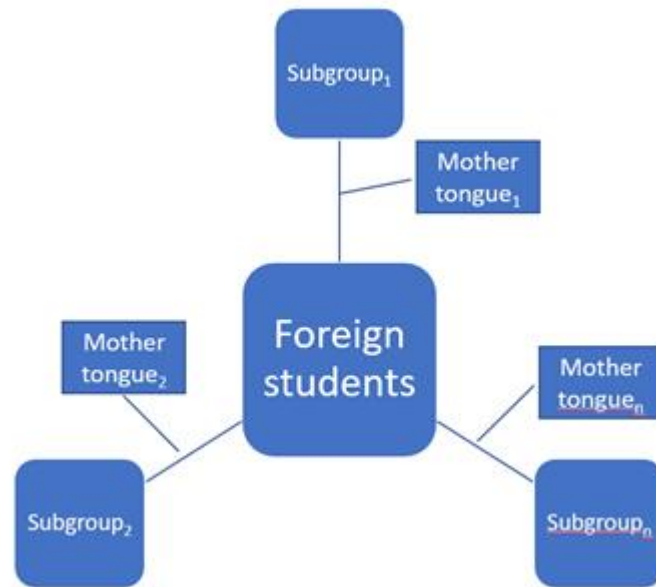 Subgroup₁
Mother
tongue₁
Foreign
students
Mother
tongue₂
Mother
tongueₙ
Subgroup₂
Subgroupₙ